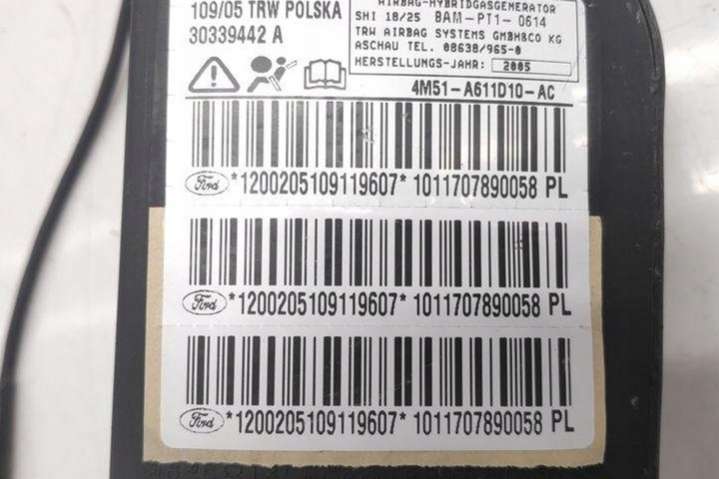 109/05 TRW POLSKA
30339442 A
AIRBAG-HYBRIDGASGENERATOR
SHI 18/25 BAM-PT1-0614
TRW AIRBAG SYSTEMS GMBH&CO KG
ASCHAU TEL. 08638/965-0
HERSTELLUNGS-JAHR: 2005
4M51-A611D10-AC
Ford *1200205109119607* 1011707890058 PL
Ford *1200205109119607* 1011707890058 PL
Ford *1200205109119607* 1011707890058 PL